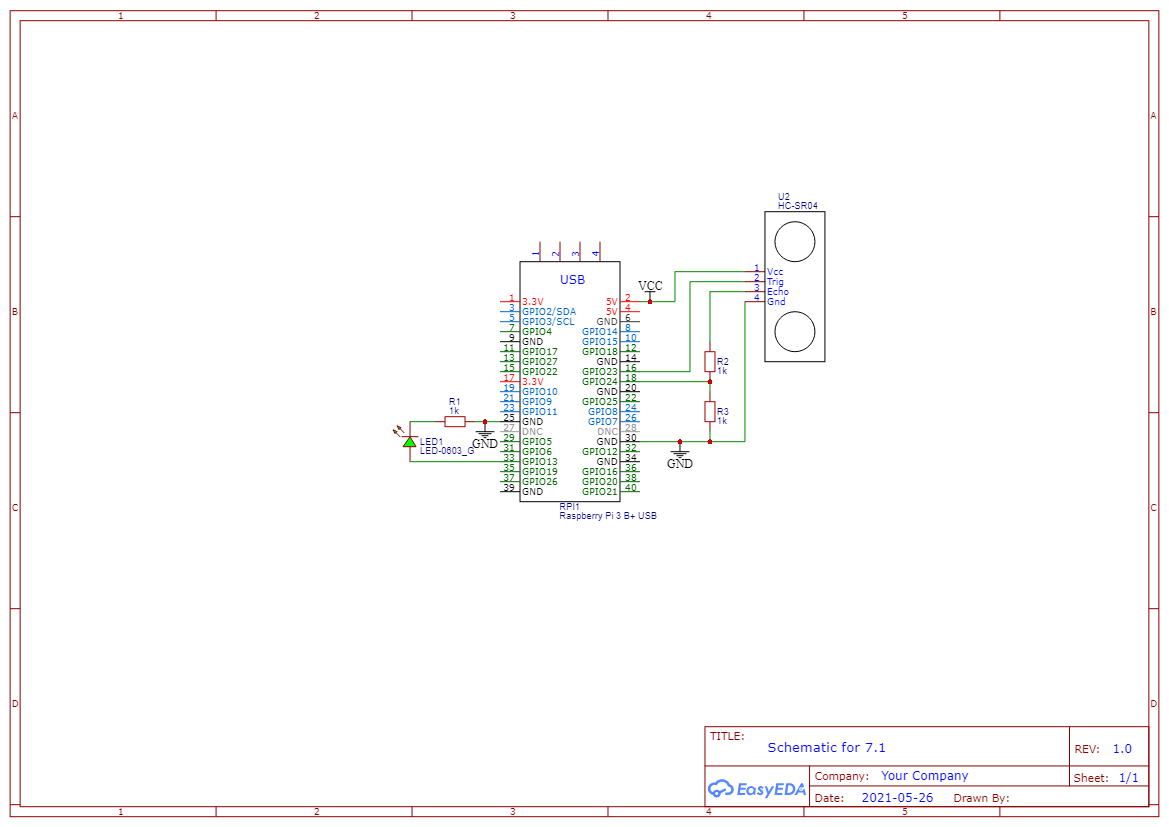 1 2 3 4 5
A A
B B
C C
D D
U2
HC-SR04
1 Vcc
2 Trig
3 Echo
4 Gnd
1 2 3 4
USB
VCC
1 3.3V 5V 2
3 GPIO2/SDA 5V 4
5 GPIO3/SCL GND 6
7 GPIO4 GPIO14 8
9 GND GPIO15 10
11 GPIO17 GPIO18 12
13 GPIO27 GND 14
15 GPIO22 GPIO23 16
17 3.3V GPIO24 18
19 GPIO10 GND 20
21 GPIO9 GPIO25 22
23 GPIO11 GPIO8 24
25 GND GPIO7 26
27 DNC DNC 28
29 GPIO5 GND 30
31 GPIO6 GPIO12 32
33 GPIO13 GND 34
35 GPIO19 GPIO16 36
37 GPIO26 GPIO20 38
39 GND GPIO21 40
RPI1
Raspberry Pi 3 B+ USB
R1
1k
GND
LED1
LED-0603_G
R2
1k
R3
1k
GND
TITLE:
Schematic for 7.1
REV: 1.0
EasyEDA
Company: Your Company
Sheet: 1/1
Date: 2021-05-26 Drawn By:
1 2 3 4 5